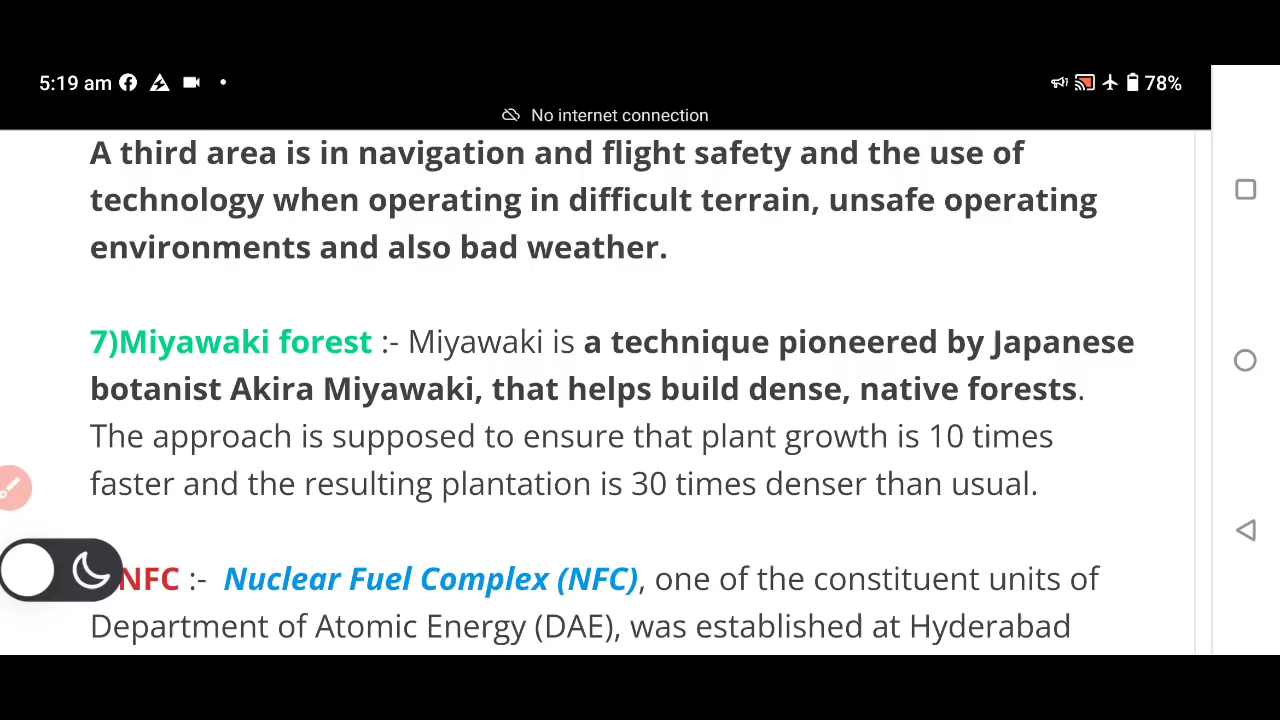 5:19 am
78%
No internet connection
A third area is in navigation and flight safety and the use of
technology when operating in difficult terrain, unsafe operating
environments and also bad weather.
7)Miyawaki forest :- Miyawaki is a technique pioneered by Japanese
botanist Akira Miyawaki, that helps build dense, native forests.
The approach is supposed to ensure that plant growth is 10 times
faster and the resulting plantation is 30 times denser than usual.
NFC :- Nuclear Fuel Complex (NFC), one of the constituent units of
Department of Atomic Energy (DAE), was established at Hyderabad